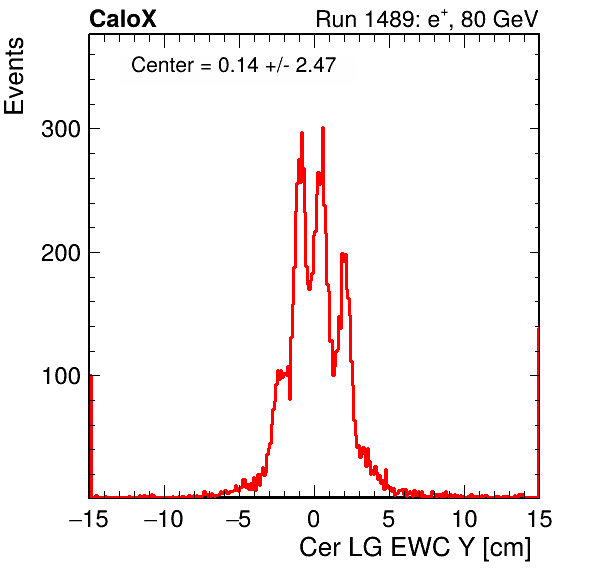 CaloX Run 1489: e⁺, 80 GeV
Center = 0.14 +/- 2.47
Events
300
200
100
−15 −10 −5 0 5 10 15
Cer LG EWC Y [cm]